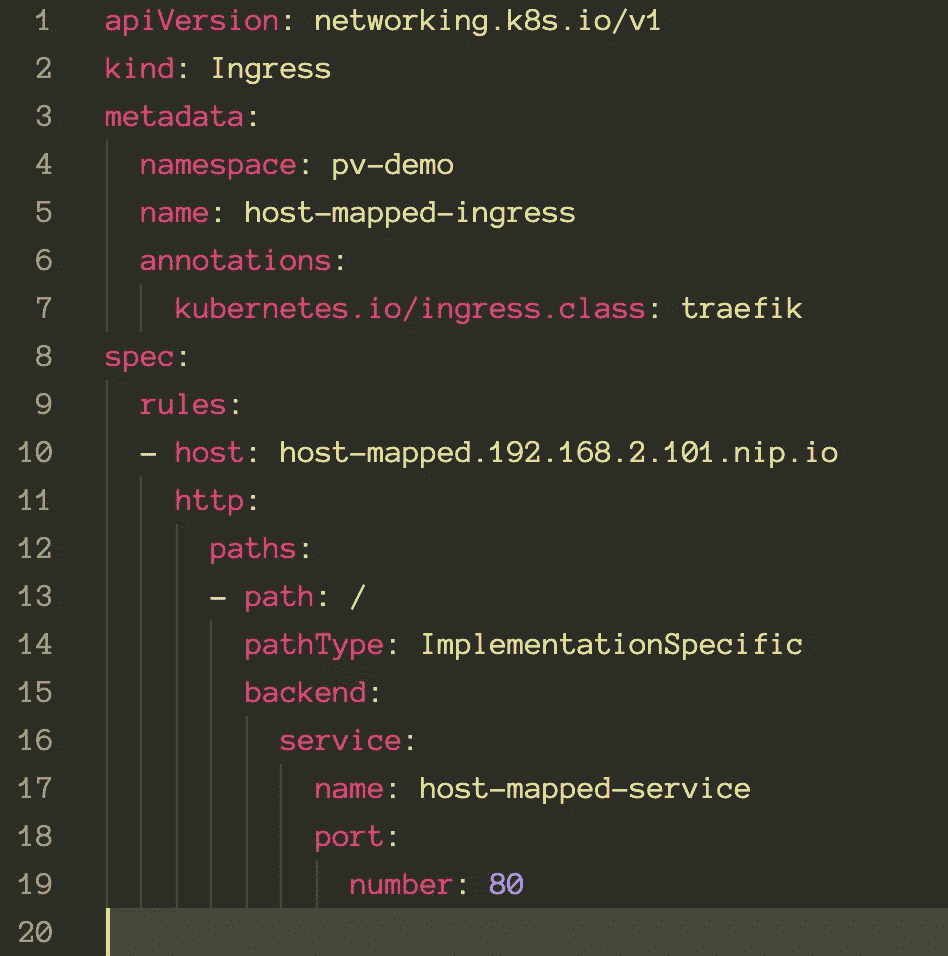 1 apiVersion: networking.k8s.io/v1
2 kind: Ingress
3 metadata:
4   namespace: pv-demo
5   name: host-mapped-ingress
6   annotations:
7     kubernetes.io/ingress.class: traefik
8 spec:
9   rules:
10   - host: host-mapped.192.168.2.101.nip.io
11     http:
12       paths:
13       - path: /
14         pathType: ImplementationSpecific
15         backend:
16           service:
17             name: host-mapped-service
18             port:
19               number: 80
20